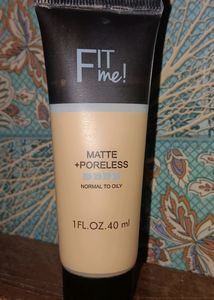 FIT
me!
MATTE
+PORELESS
NORMAL TO OILY
1FL.OZ.40 ml